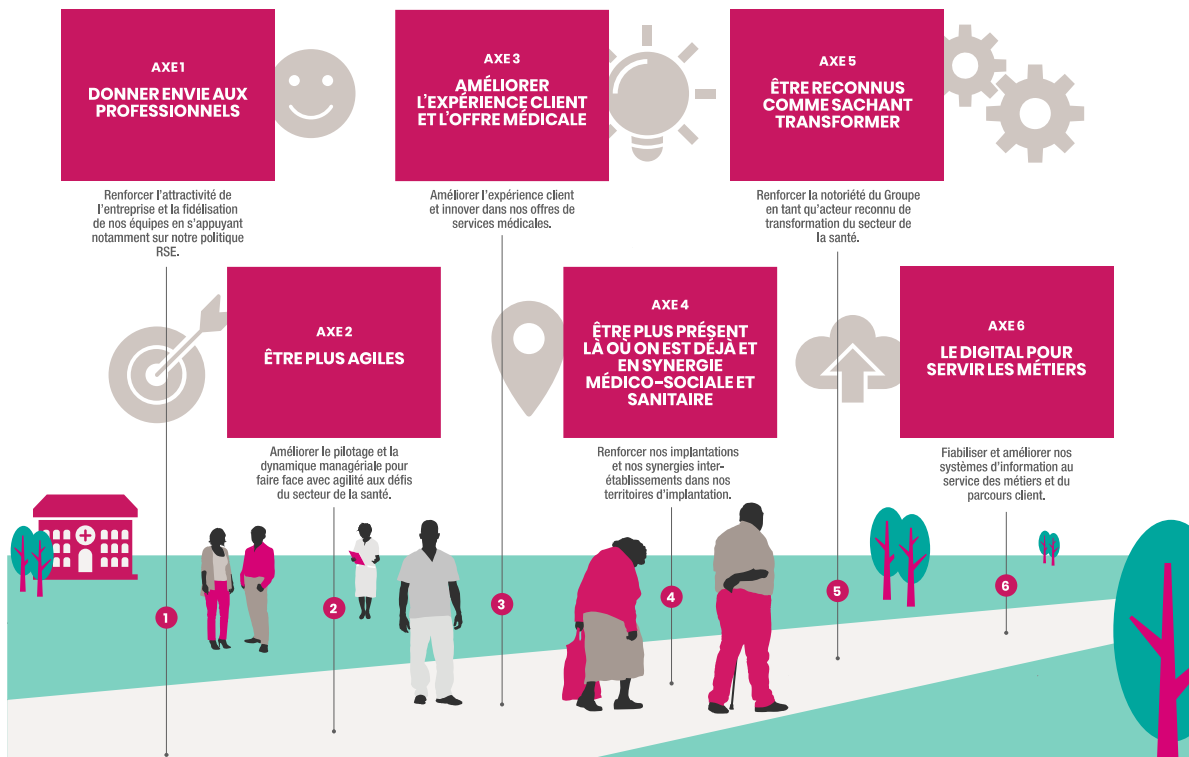 AXE 1
DONNER ENVIE AUX
PROFESSIONNELS
Renforcer l'attractivité de
l'entreprise et la fidélisation
de nos équipes en s'appuyant
notamment sur notre politique
RSE.
AXE 2
ÊTRE PLUS AGILES
Améliorer le pilotage et la
dynamique managériale pour
faire face avec agilité aux défis
du secteur de la santé.
AXE 3
AMÉLIORER
L'EXPÉRIENCE CLIENT
ET L'OFFRE MÉDICALE
Améliorer l'expérience client
et innover dans nos offres de
services médicales.
AXE 4
ÊTRE PLUS PRÉSENT
LÀ OÙ ON EST DÉJÀ ET
EN SYNERGIE
MÉDICO-SOCIALE ET
SANITAIRE
Renforcer nos implantations
et nos synergies inter-
établissements dans nos
territoires d'implantation.
AXE 5
ÊTRE RECONNUS
COMME SACHANT
TRANSFORMER
Renforcer la notoriété du Groupe
en tant qu'acteur reconnu de
transformation du secteur de
la santé.
AXE 6
LE DIGITAL POUR
SERVIR LES MÉTIERS
Fiabiliser et améliorer nos
systèmes d'information au
service des métiers et du
parcours client.
1
2
3
4
5
6